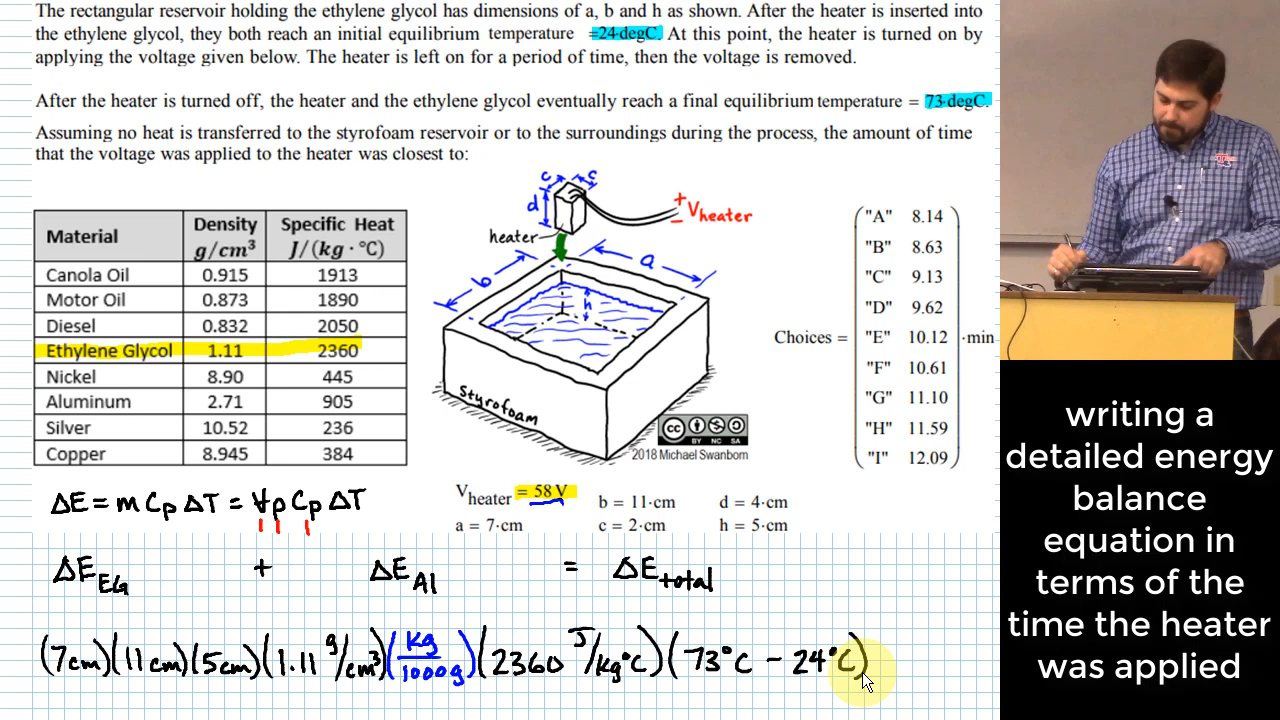 The rectangular reservoir holding the ethylene glycol has dimensions of a, b and h as shown. After the heater is inserted into
the ethylene glycol, they both reach an initial equilibrium temperature =24·degC. At this point, the heater is turned on by
applying the voltage given below. The heater is left on for a period of time, then the voltage is removed.
After the heater is turned off, the heater and the ethylene glycol eventually reach a final equilibrium temperature = 73·degC.
Assuming no heat is transferred to the styrofoam reservoir or to the surroundings during the process, the amount of time
that the voltage was applied to the heater was closest to:
Material Density g/cm³ Specific Heat J/(kg · °C)
Canola Oil 0.915 1913
Motor Oil 0.873 1890
Diesel 0.832 2050
Ethylene Glycol 1.11 2360
Nickel 8.90 445
Aluminum 2.71 905
Silver 10.52 236
Copper 8.945 384
c c
d
+
− Vheater
heater
b a
h
Styrofoam
cc BY NC SA
2018 Michael Swanbom
Choices =
"A" 8.14
"B" 8.63
"C" 9.13
"D" 9.62
"E" 10.12 ·min
"F" 10.61
"G" 11.10
"H" 11.59
"I" 12.09
Vheater = 58 V b = 11·cm d = 4·cm
a = 7·cm c = 2·cm h = 5·cm
ΔE = m Cp ΔT = ∀ρ Cp ΔT
ΔE_EG + ΔE_Al = ΔE_total
(7cm)(11cm)(5cm)(1.11 g/cm³)(kg/1000g)(2360 J/kg°C)(73°C − 24°C)
writing a
detailed energy
balance
equation in
terms of the
time the heater
was applied